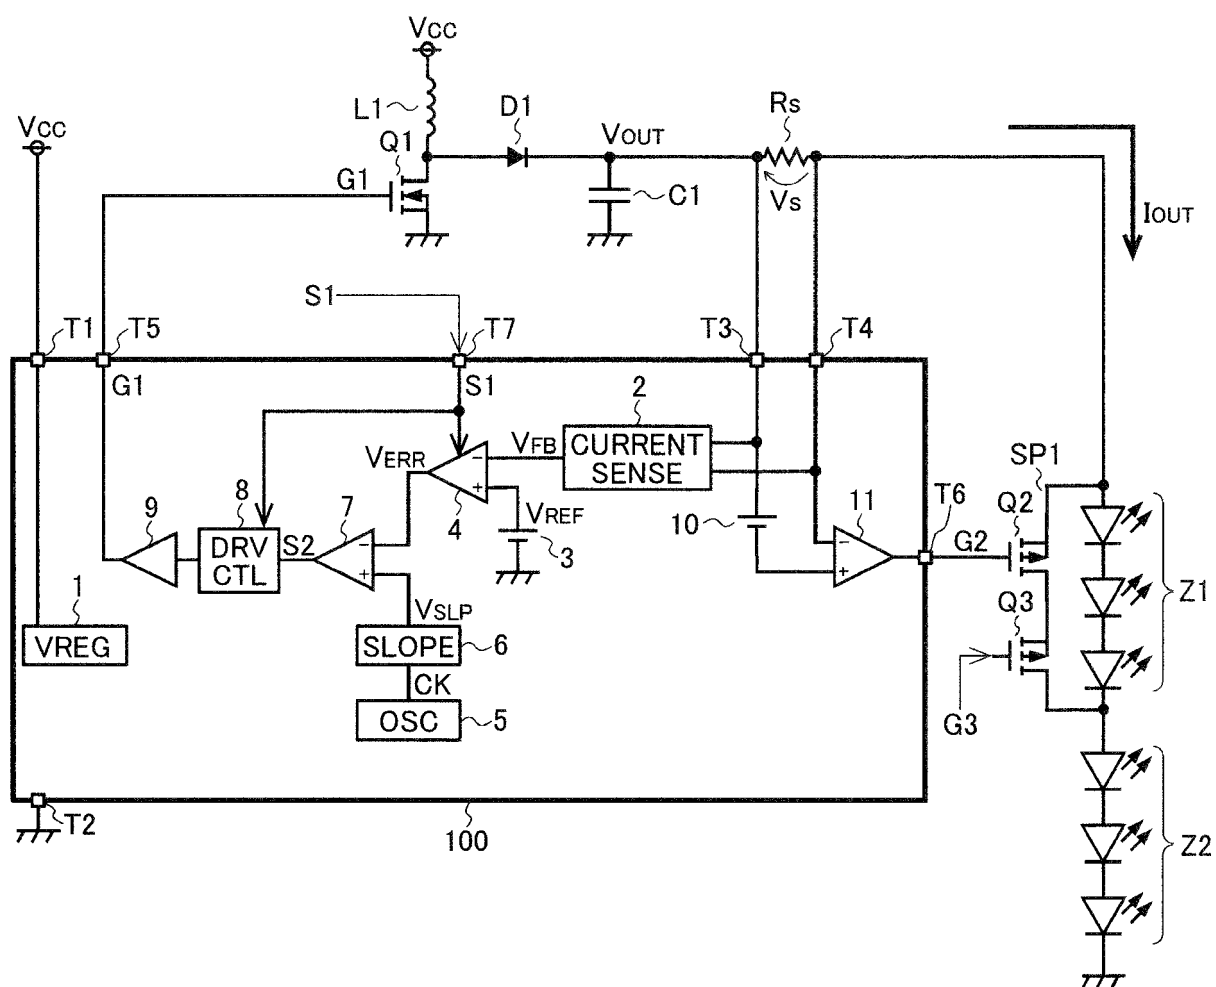 VCC
L1
D1
RS
VCC
Q1
VOUT
G1
C1
VS
IOUT
S1
T1
T5
T7
T3
T4
G1
S1
2
VFB
CURRENT
SENSE
SP1
VERR
−
+
4
8
7
9
VREF
3
10
11
T6
Q2
G2
DRV
CTL
S2
−
+
−
+
Z1
1
VSLP
Q3
VREG
SLOPE
6
CK
G3
OSC
5
T2
100
Z2